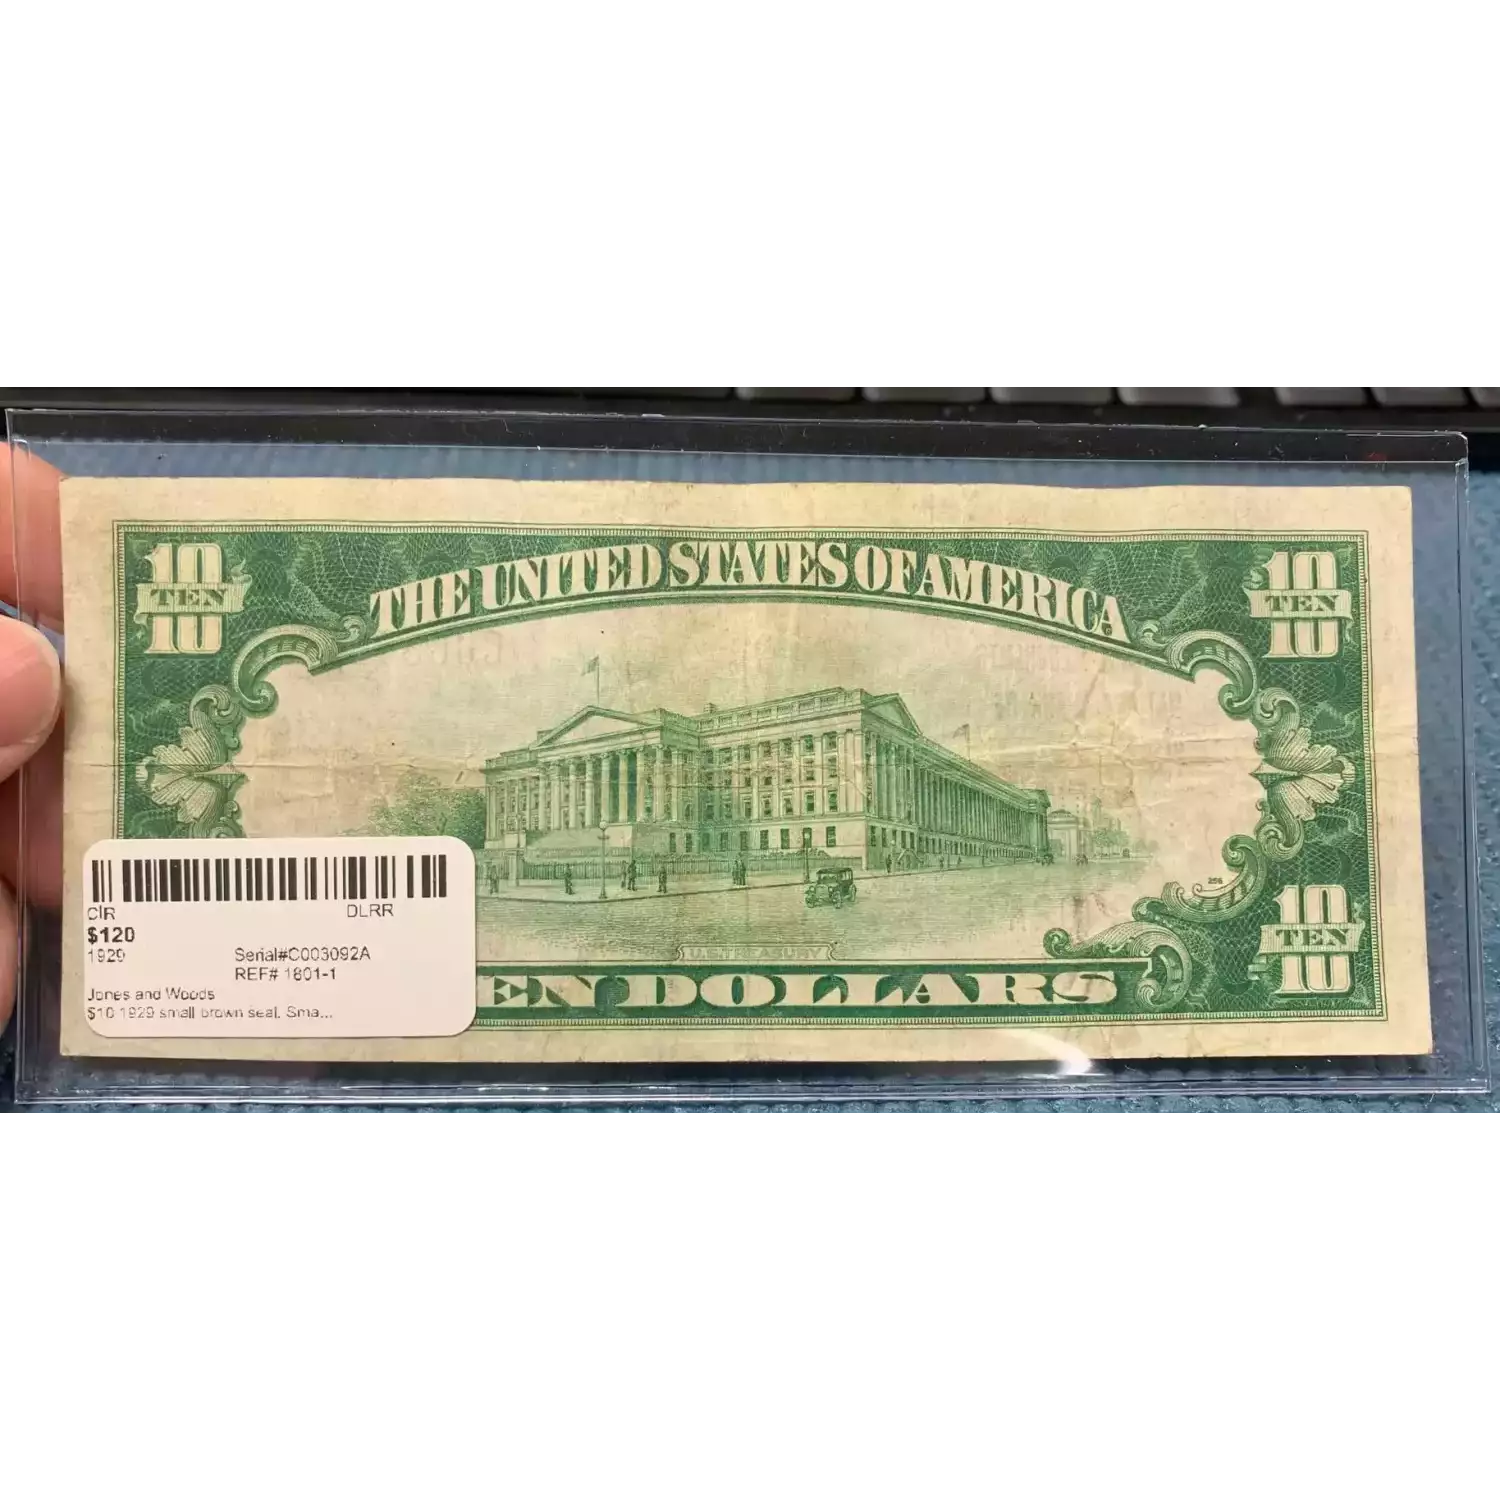 10
TEN
10
THE UNITED STATES OF AMERICA
10
TEN
10
256
U.S. TREASURY
EN DOLLARS
10
TEN
10
CIR DLRR
$120
1929 Serial#C003092A
REF# 1801-1
Jones and Woods
$10 1929 small brown seal. Sma...